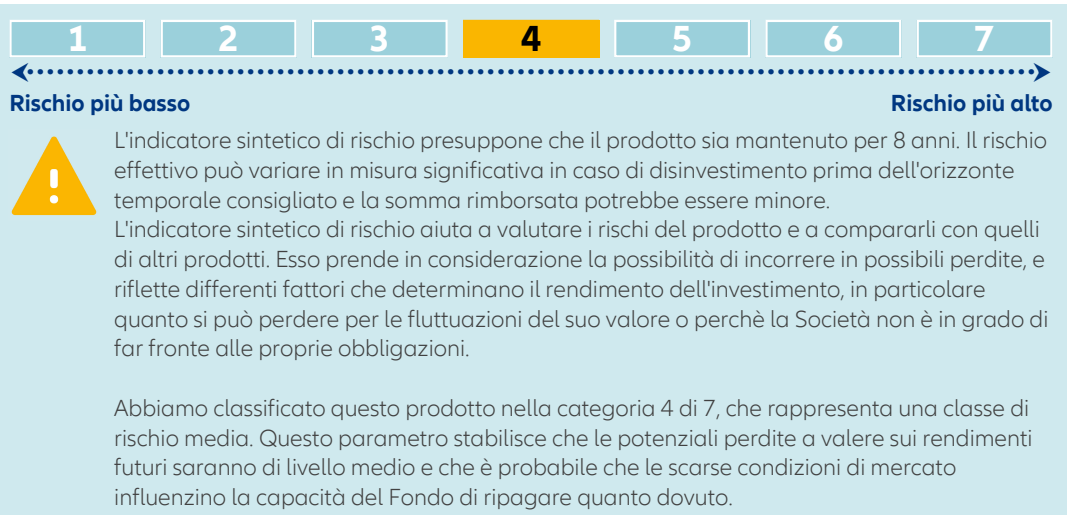 1 2 3 4 5 6 7
Rischio più basso Rischio più alto
L'indicatore sintetico di rischio presuppone che il prodotto sia mantenuto per 8 anni. Il rischio
effettivo può variare in misura significativa in caso di disinvestimento prima dell'orizzonte
temporale consigliato e la somma rimborsata potrebbe essere minore.
L'indicatore sintetico di rischio aiuta a valutare i rischi del prodotto e a compararli con quelli
di altri prodotti. Esso prende in considerazione la possibilità di incorrere in possibili perdite, e
riflette differenti fattori che determinano il rendimento dell'investimento, in particolare
quanto si può perdere per le fluttuazioni del suo valore o perchè la Società non è in grado di
far fronte alle proprie obbligazioni.
Abbiamo classificato questo prodotto nella categoria 4 di 7, che rappresenta una classe di
rischio media. Questo parametro stabilisce che le potenziali perdite a valere sui rendimenti
futuri saranno di livello medio e che è probabile che le scarse condizioni di mercato
influenzino la capacità del Fondo di ripagare quanto dovuto.